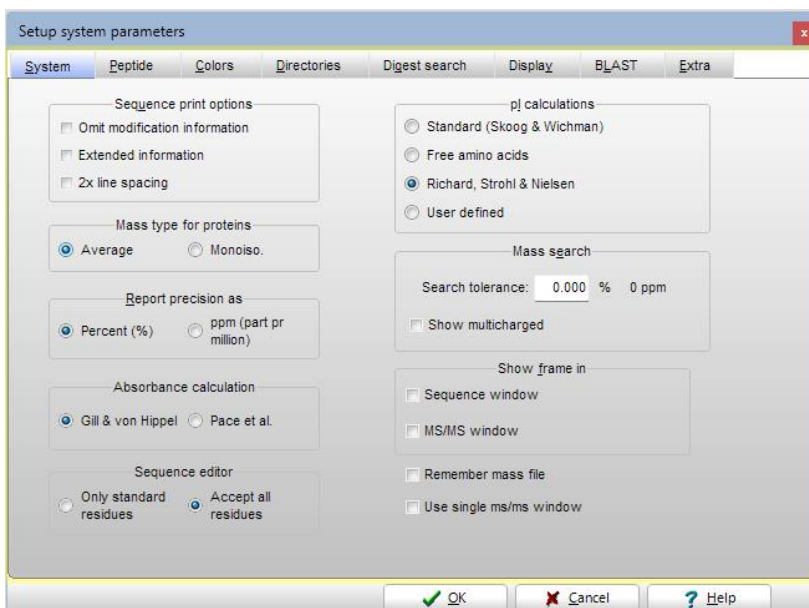 Setup system parameters
x
System Peptide Colors Directories Digest search Display BLAST Extra
Sequence print options
Omit modification information
Extended information
2x line spacing
Mass type for proteins
Average Monoiso.
Report precision as
Percent (%) ppm (part pr
million)
Absorbance calculation
Gill & von Hippel Pace et al.
Sequence editor
Only standard
residues
Accept all
residues
pI calculations
Standard (Skoog & Wichman)
Free amino acids
Richard, Strohl & Nielsen
User defined
Mass search
Search tolerance: 0.000 % 0 ppm
Show multicharged
Show frame in
Sequence window
MS/MS window
Remember mass file
Use single ms/ms window
OK Cancel ? Help